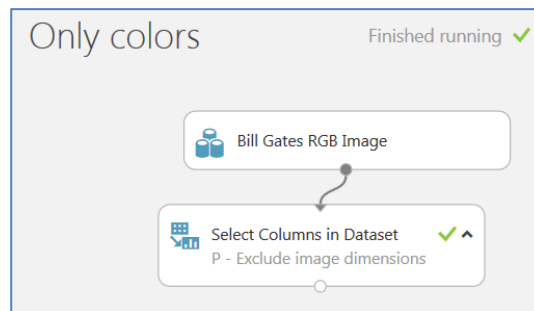 Only colors
Finished running
Bill Gates RGB Image
Select Columns in Dataset
P - Exclude image dimensions